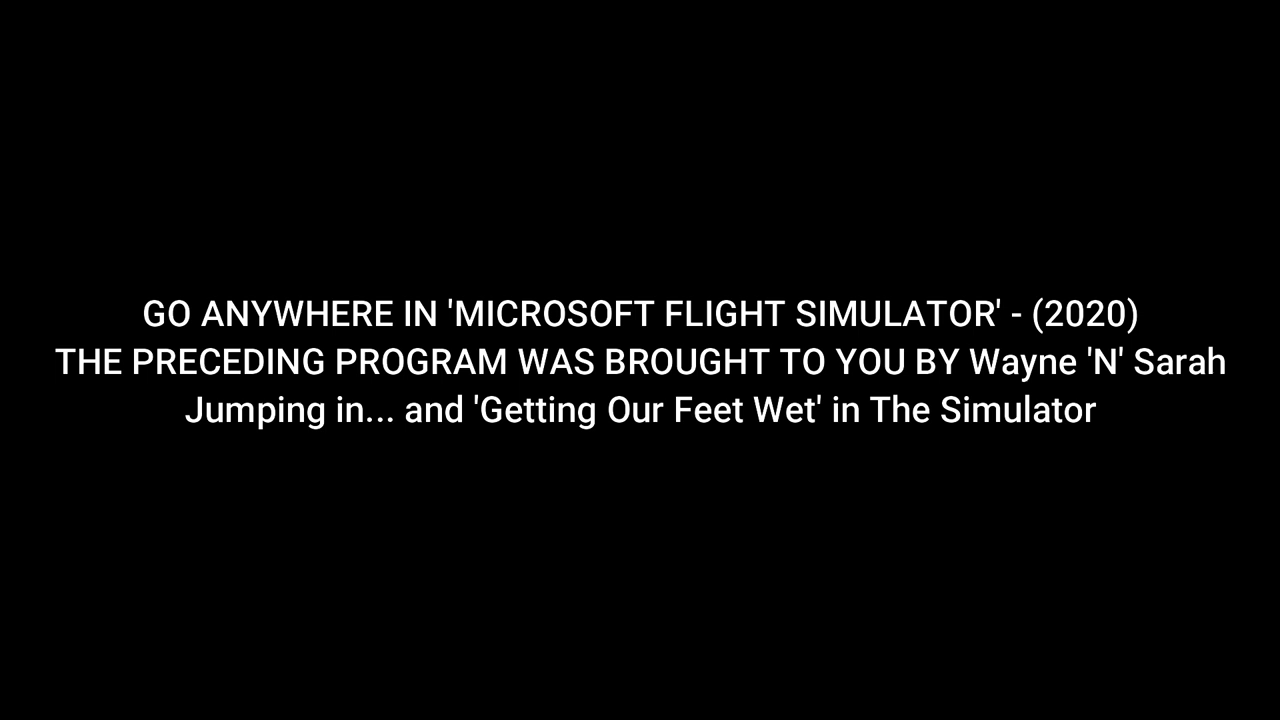 GO ANYWHERE IN 'MICROSOFT FLIGHT SIMULATOR' - (2020)
THE PRECEDING PROGRAM WAS BROUGHT TO YOU BY Wayne 'N' Sarah
Jumping in... and 'Getting Our Feet Wet' in The Simulator